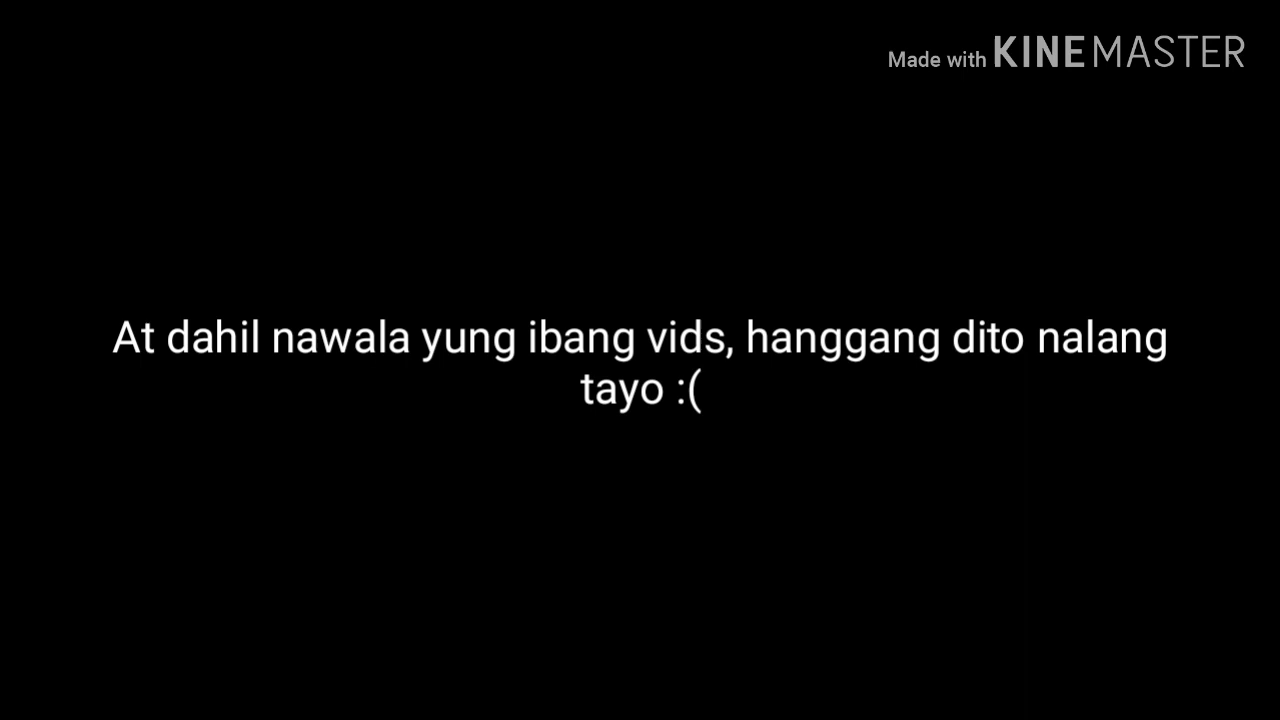 Made with KINEMASTER
At dahil nawala yung ibang vids, hanggang dito nalang
tayo :(